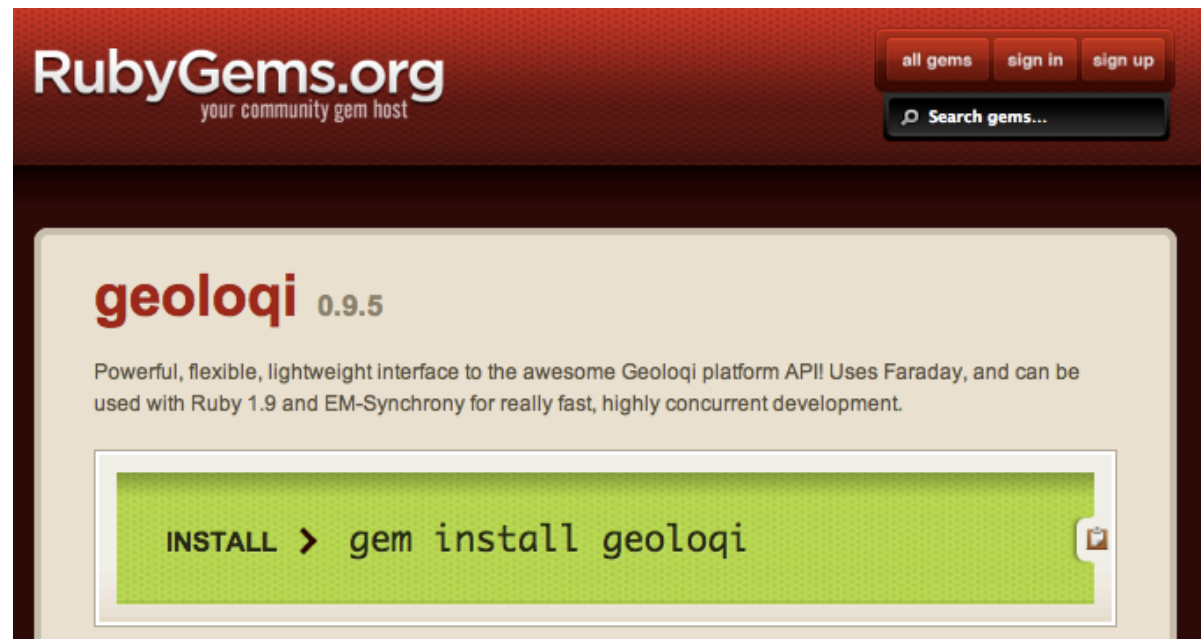 RubyGems.org
your community gem host
all gems sign in sign up
Search gems...
geoloqi 0.9.5
Powerful, flexible, lightweight interface to the awesome Geoloqi platform API! Uses Faraday, and can be
used with Ruby 1.9 and EM-Synchrony for really fast, highly concurrent development.
INSTALL > gem install geoloqi